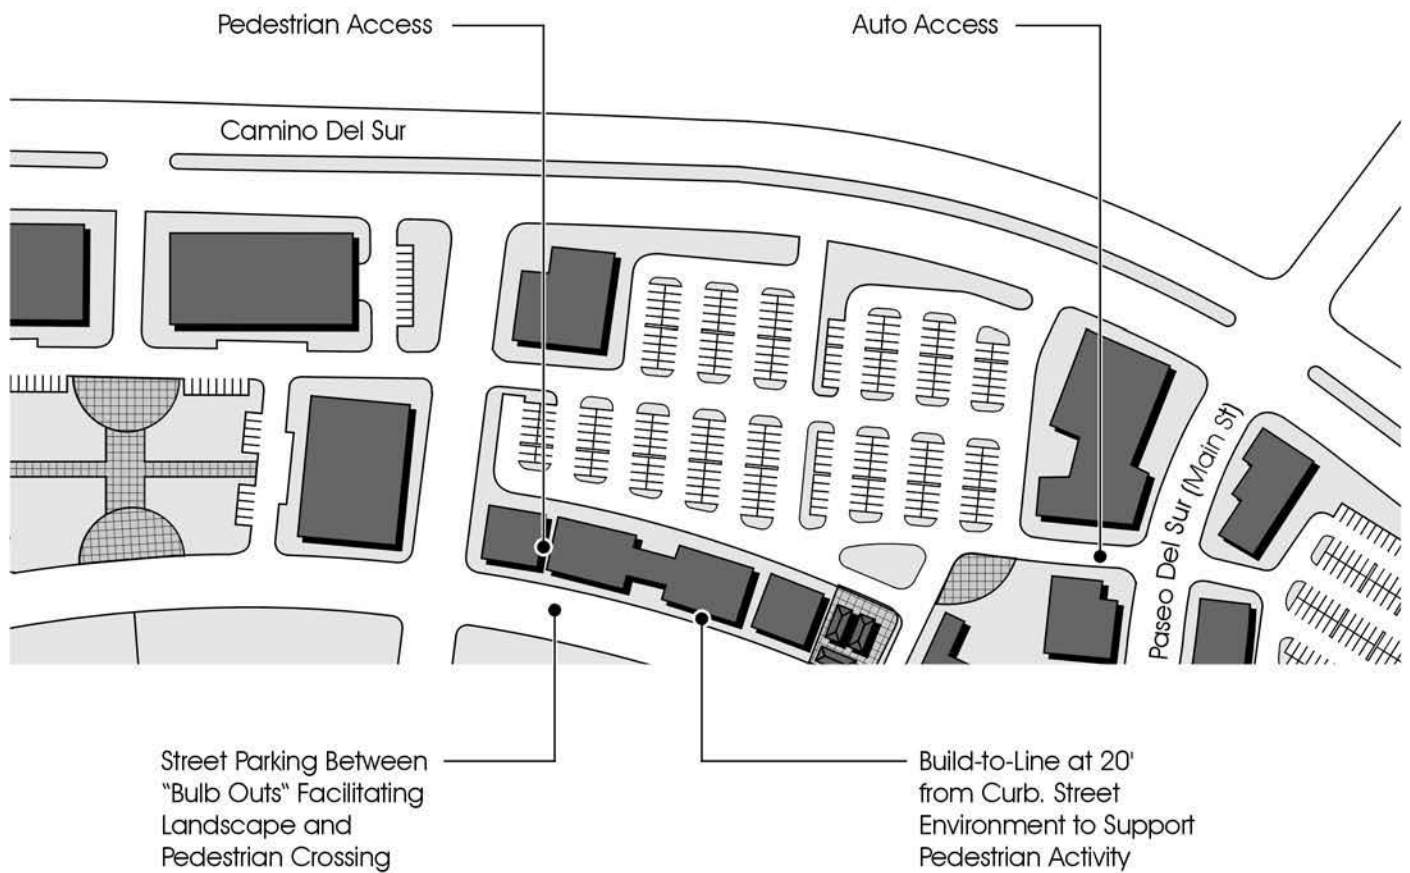 Pedestrian Access
Auto Access
Camino Del Sur
Paseo Del Sur (Main St)
Street Parking Between
"Bulb Outs" Facilitating
Landscape and
Pedestrian Crossing
Build-to-Line at 20'
from Curb. Street
Environment to Support
Pedestrian Activity